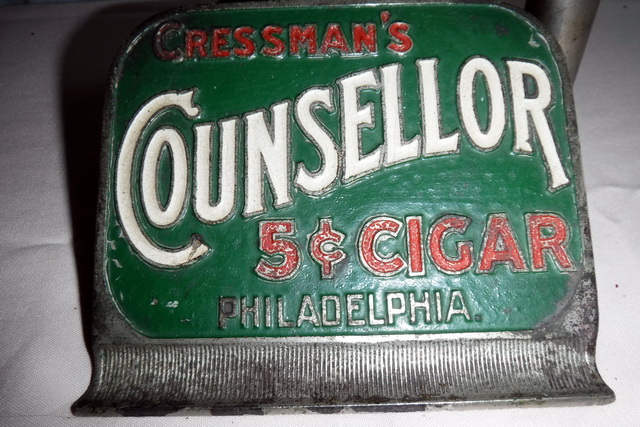 CRESSMAN'S
COUNSELLOR
5¢ CIGAR
PHILADELPHIA.